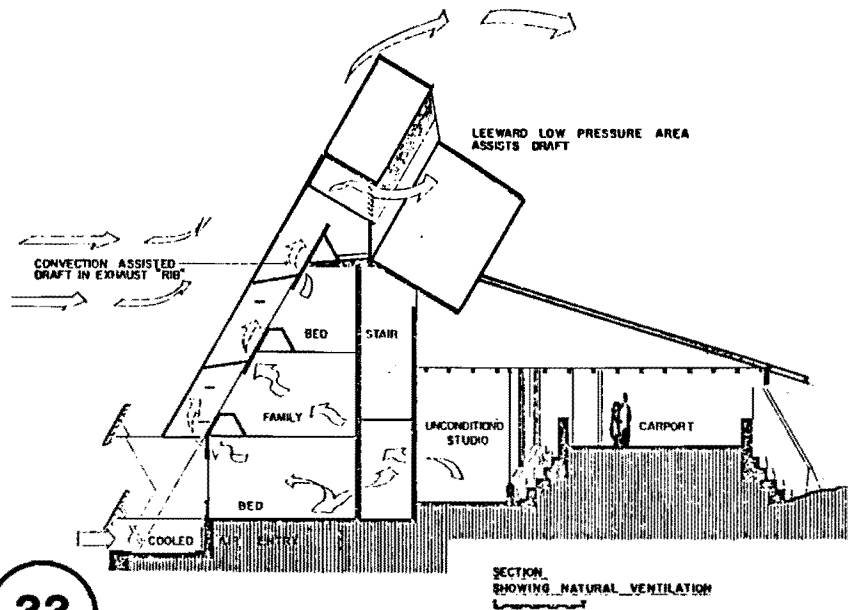 LEEWARD LOW PRESSURE AREA
ASSISTS DRAFT
CONVECTION ASSISTED
DRAFT IN EXHAUST "RIB"
BED
STAIR
FAMILY
UNCONDITIOND
STUDIO
CARPORT
BED
COOLED AIR ENTRY
SECTION
SHOWING NATURAL VENTILATION
33